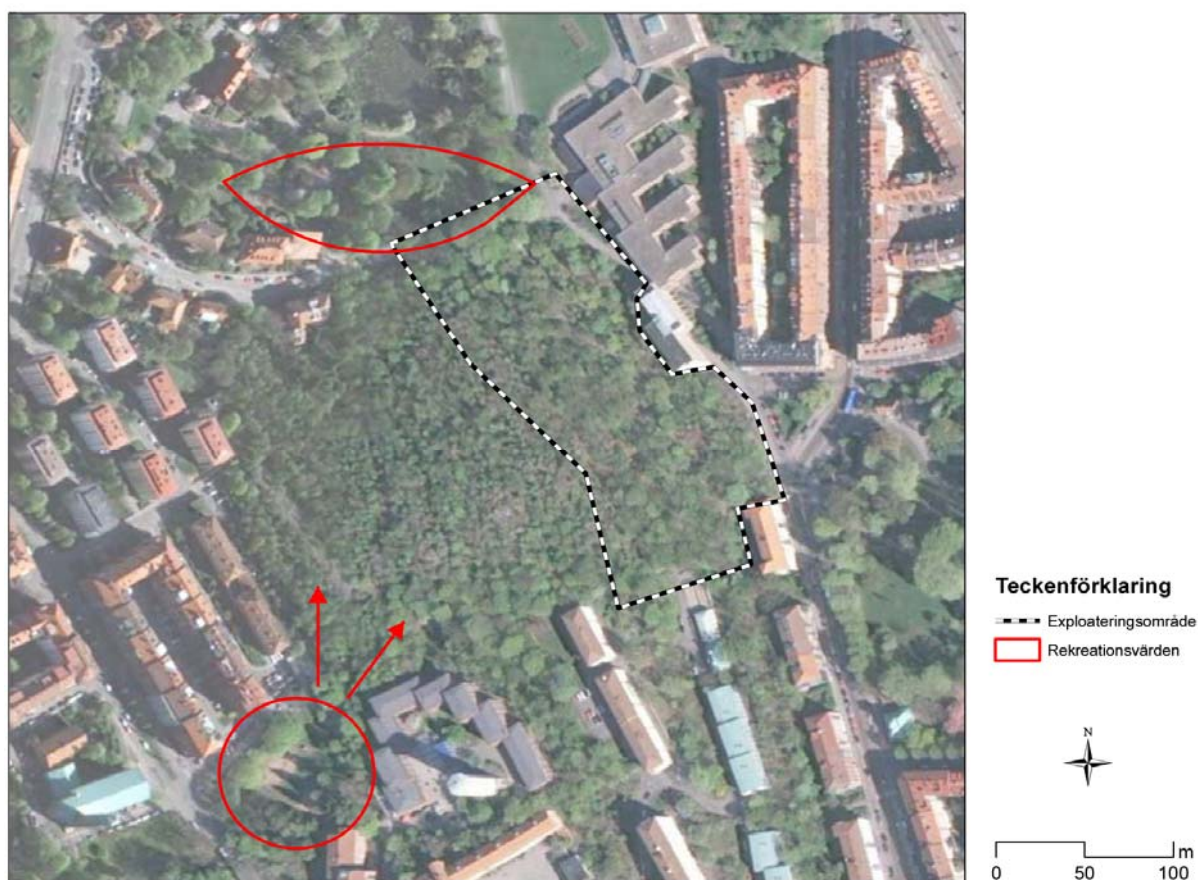 Teckenförklaring
Exploateringsområde
Rekreationsvärden
N
m
0 50 100